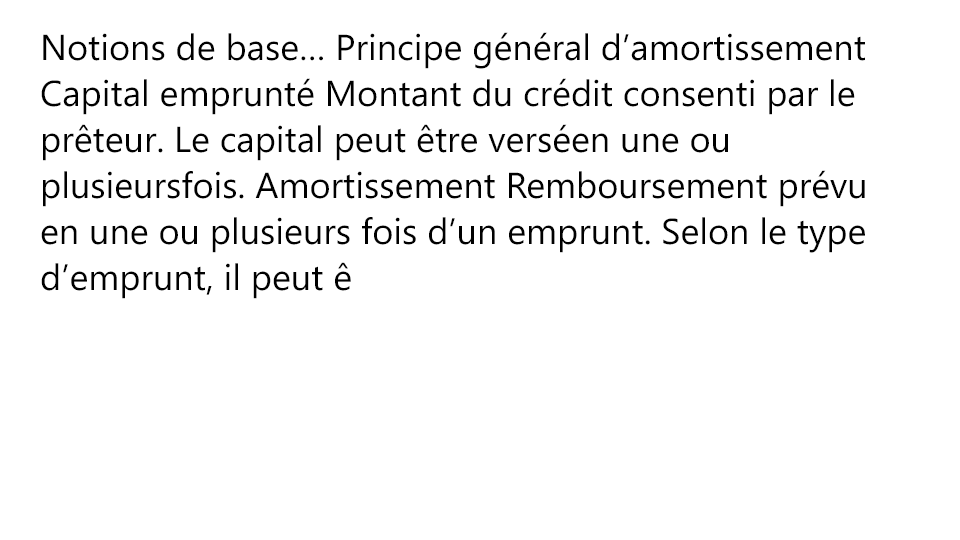 Notions de base… Principe général d’amortissement
Capital emprunté Montant du crédit consenti par le
prêteur. Le capital peut être verséen une ou
plusieursfois. Amortissement Remboursement prévu
en une ou plusieurs fois d’un emprunt. Selon le type
d’emprunt, il peut ê